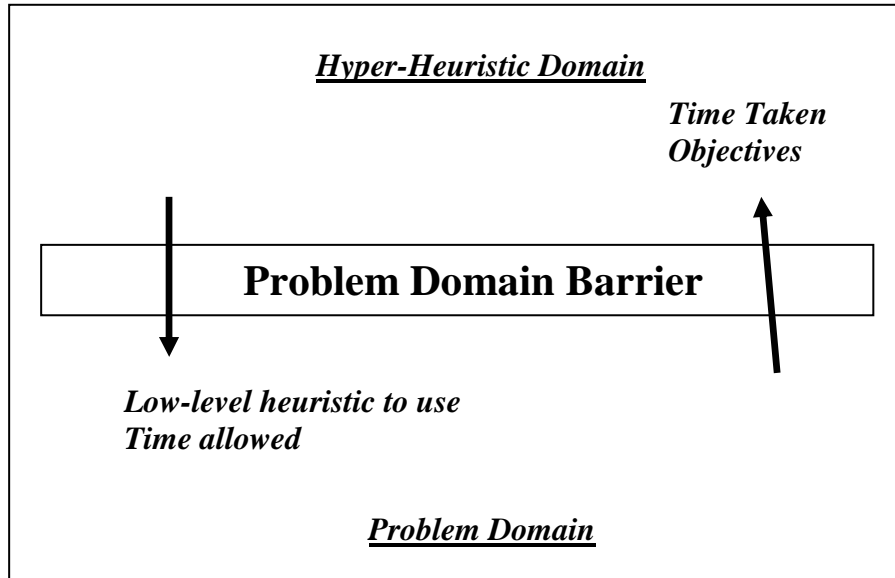 Hyper-Heuristic Domain
Time Taken
Objectives
Problem Domain Barrier
Low-level heuristic to use
Time allowed
Problem Domain